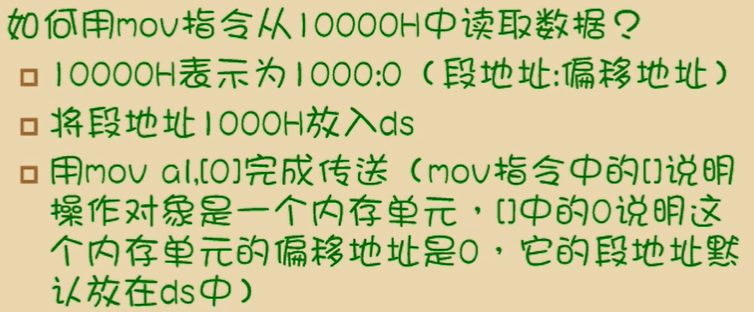 如何用mov指令从10000H中读取数据？
10000H表示为1000:0（段地址:偏移地址）
将段地址1000H放入ds
用mov al,[0]完成传送（mov指令中的[]说明
操作对象是一个内存单元，[]中的0说明这
个内存单元的偏移地址是0，它的段地址默
认放在ds中）